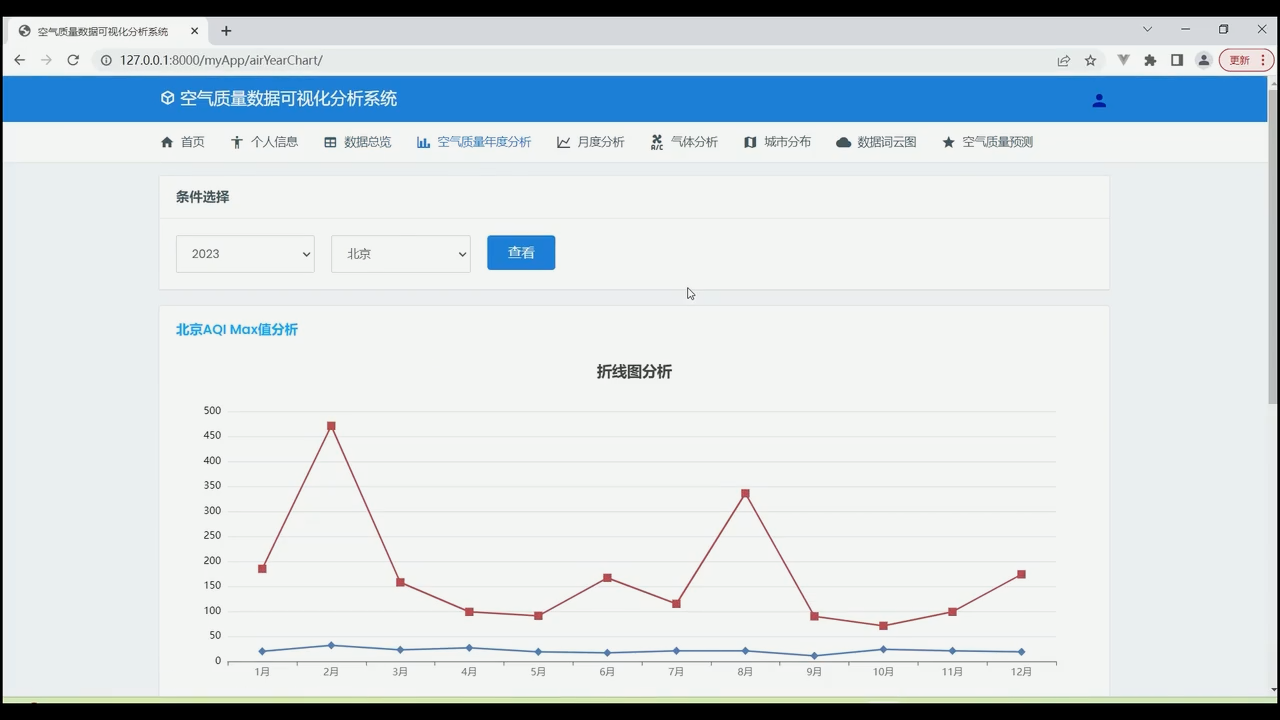 空气质量数据可视化分析系统
127.0.0.1:8000/myApp/airYearChart/
更新
空气质量数据可视化分析系统
首页 个人信息 数据总览 空气质量年度分析 月度分析 A/C 气体分析 城市分布 数据词云图 空气质量预测
条件选择
2023 北京 查看
北京AQI Max值分析
折线图分析
500
450
400
350
300
250
200
150
100
50
0
1月 2月 3月 4月 5月 6月 7月 8月 9月 10月 11月 12月